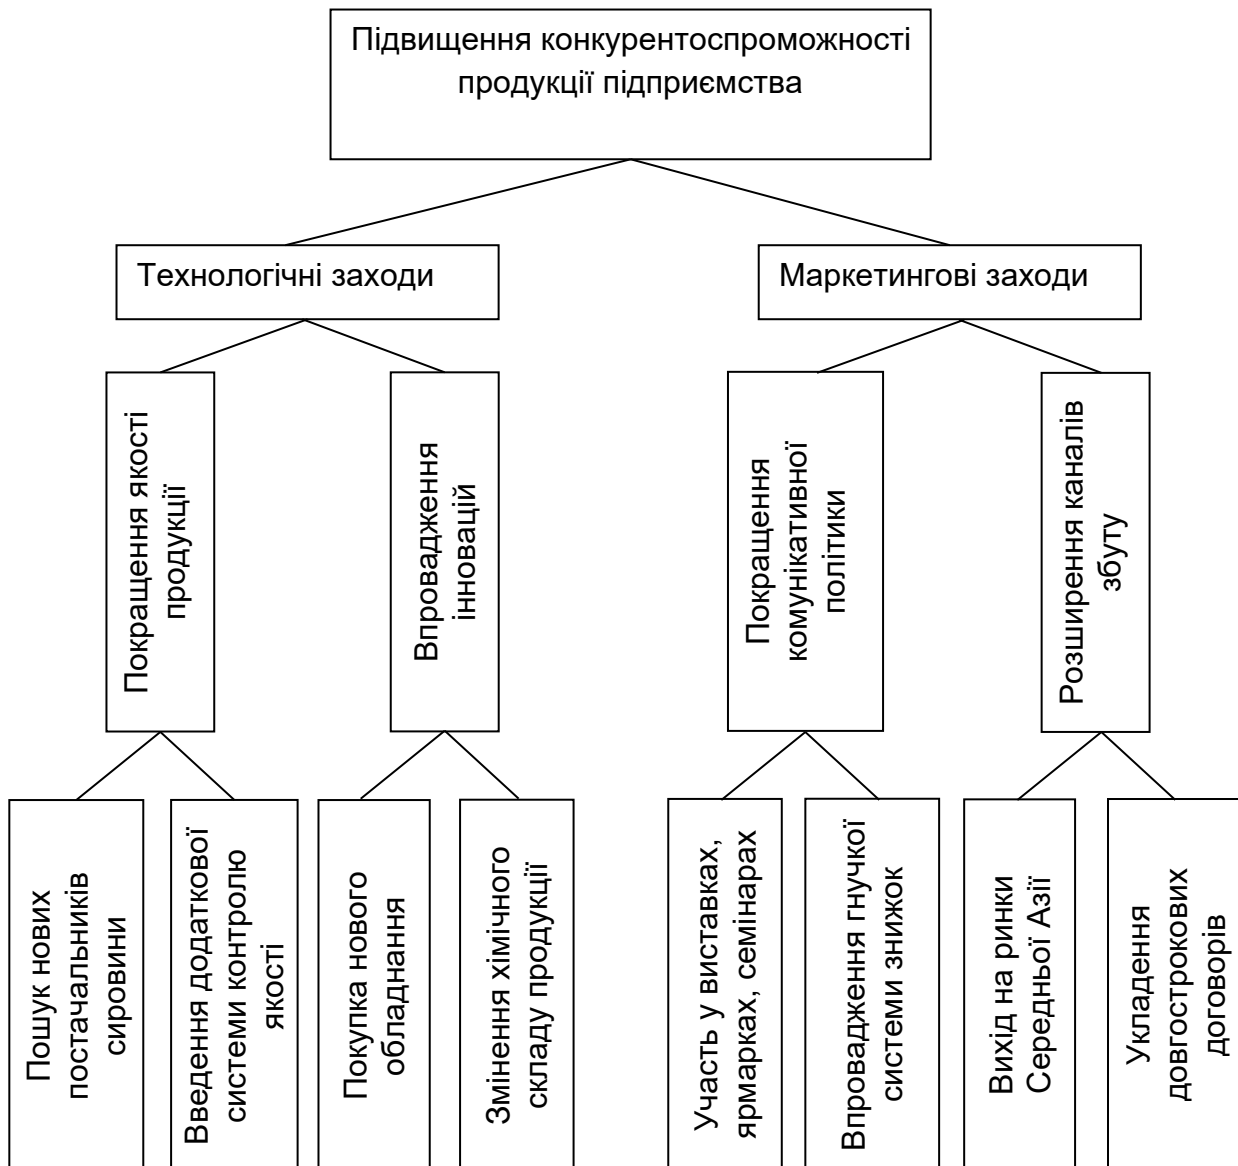 Підвищення конкурентоспроможності
продукції підприємства
Технологічні заходи
Маркетингові заходи
Покращення якості
продукції
Впровадження
інновацій
Покращення
комунікативної
політики
Розширення каналів
збуту
Пошук нових
постачальників
сировини
Введення додаткової
системи контролю
якості
Покупка нового
обладнання
Змінення хімічного
складу продукції
Участь у виставках,
ярмарках, семінарах
Впровадження гнучкої
системи знижок
Вихід на ринки
Середньої Азії
Укладення
довгострокових
договорів